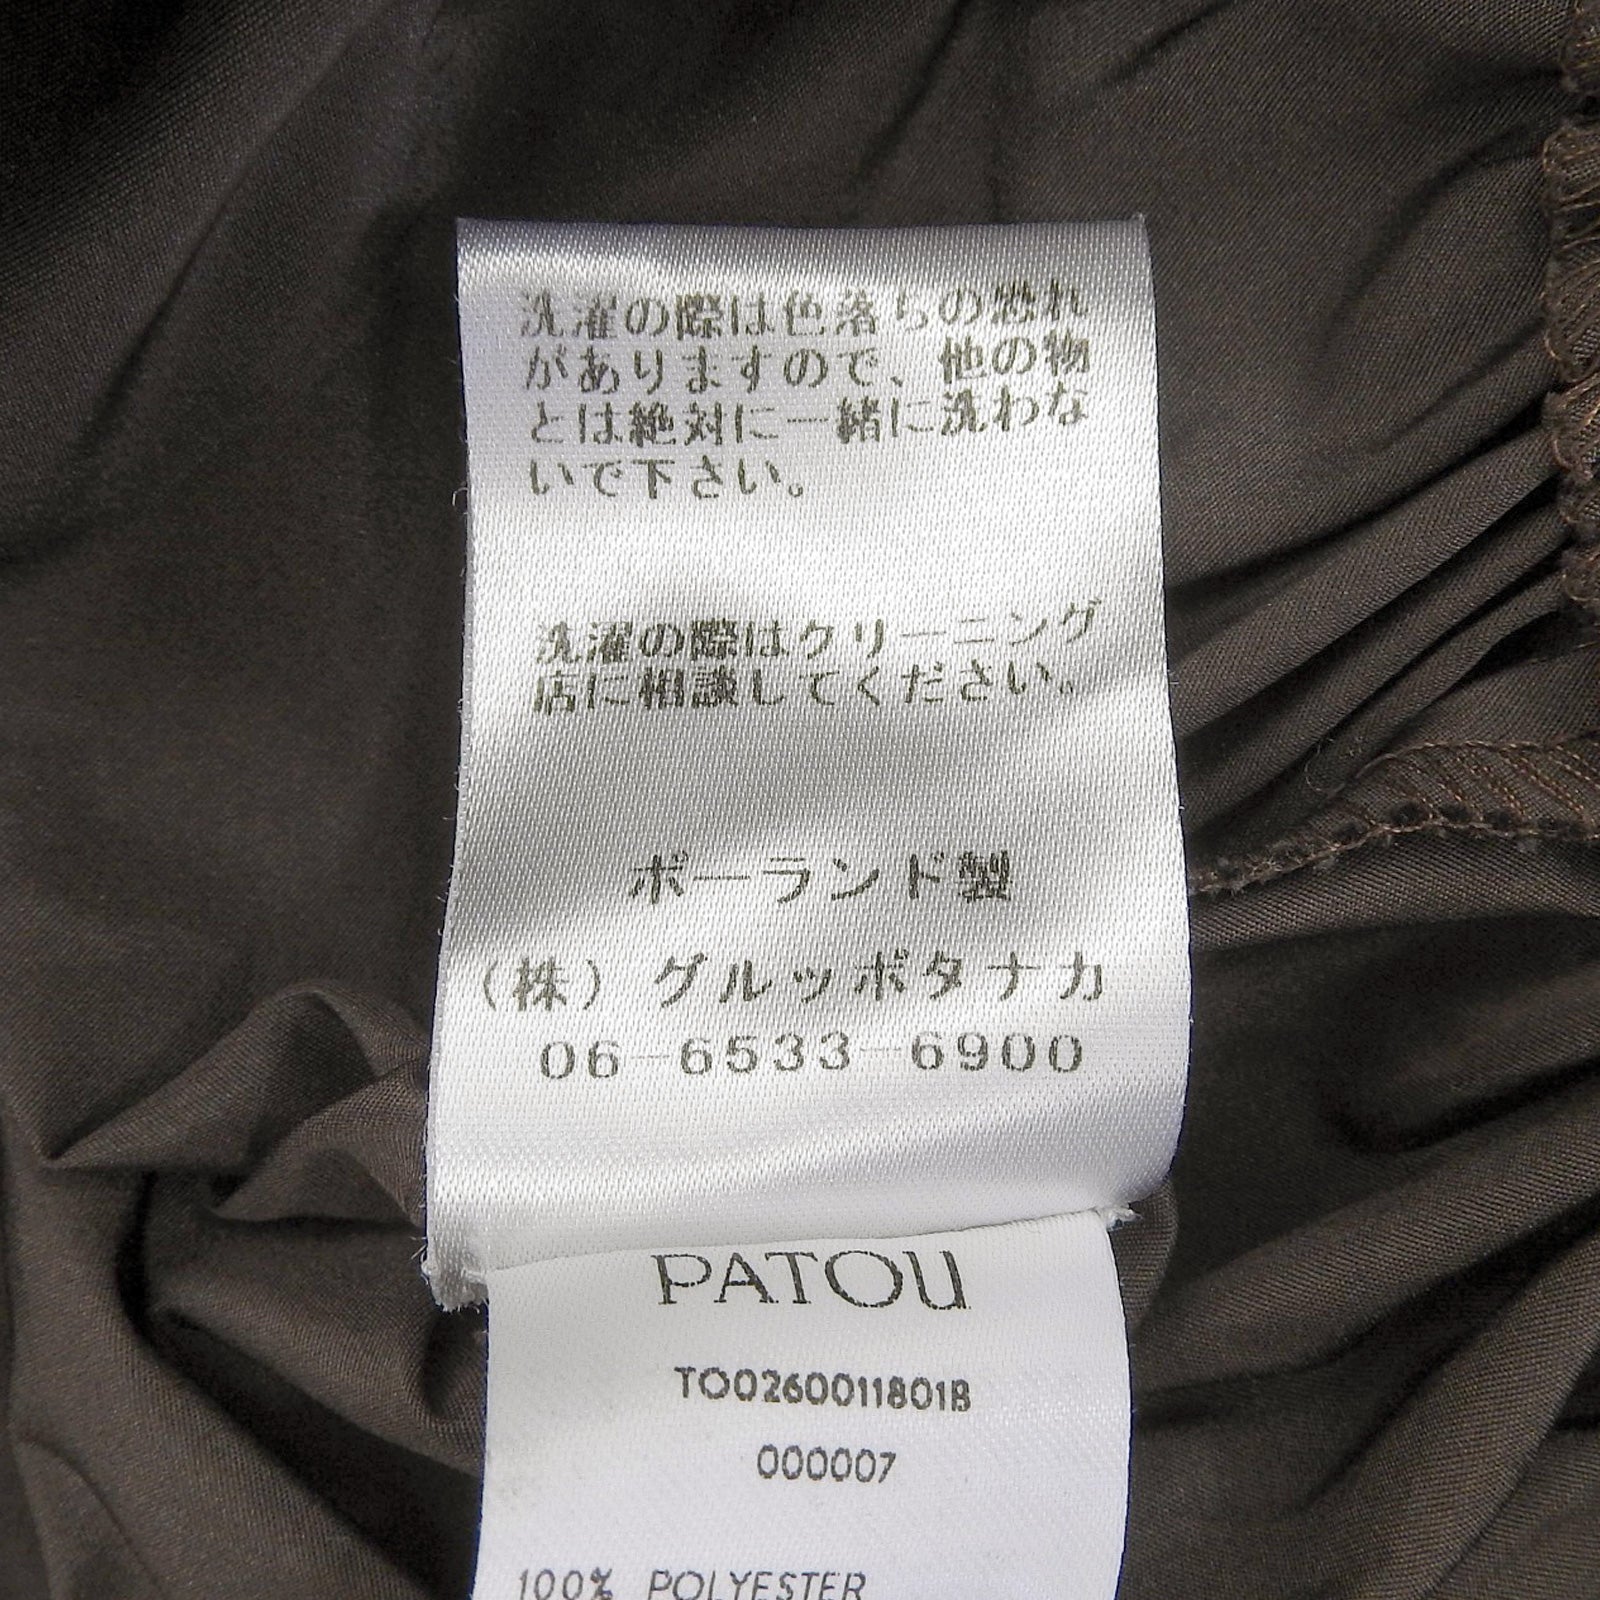 洗濯の際は色落ちの恐れ
がありますので、他の物
とは絶対に一緒に洗わな
いで下さい。
洗濯の際はクリーニング
店に相談してください。
ポーランド製
(株)グルッポタナカ
06-6533-6900
PATOU
TO0260011801B
000007
100% POLYESTER